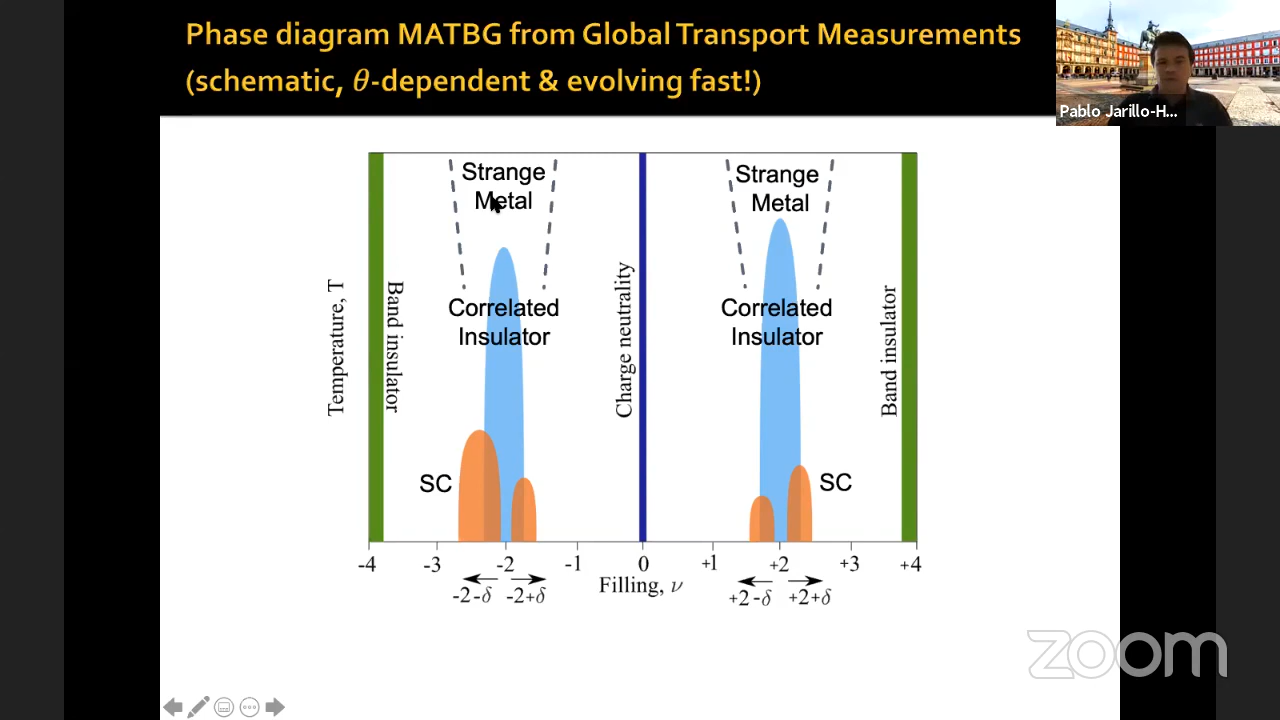 Phase diagram MATBG from Global Transport Measurements
(schematic, θ-dependent & evolving fast!)
Pablo Jarillo-H...
Strange
Metal
Strange
Metal
Temperature, T
Band insulator
Correlated
Insulator
Charge neutrality
Correlated
Insulator
Band insulator
SC
SC
-4 -3 -2 -1 0 +1 +2 +3 +4
-2-δ -2+δ Filling, ν +2-δ +2+δ
zoom